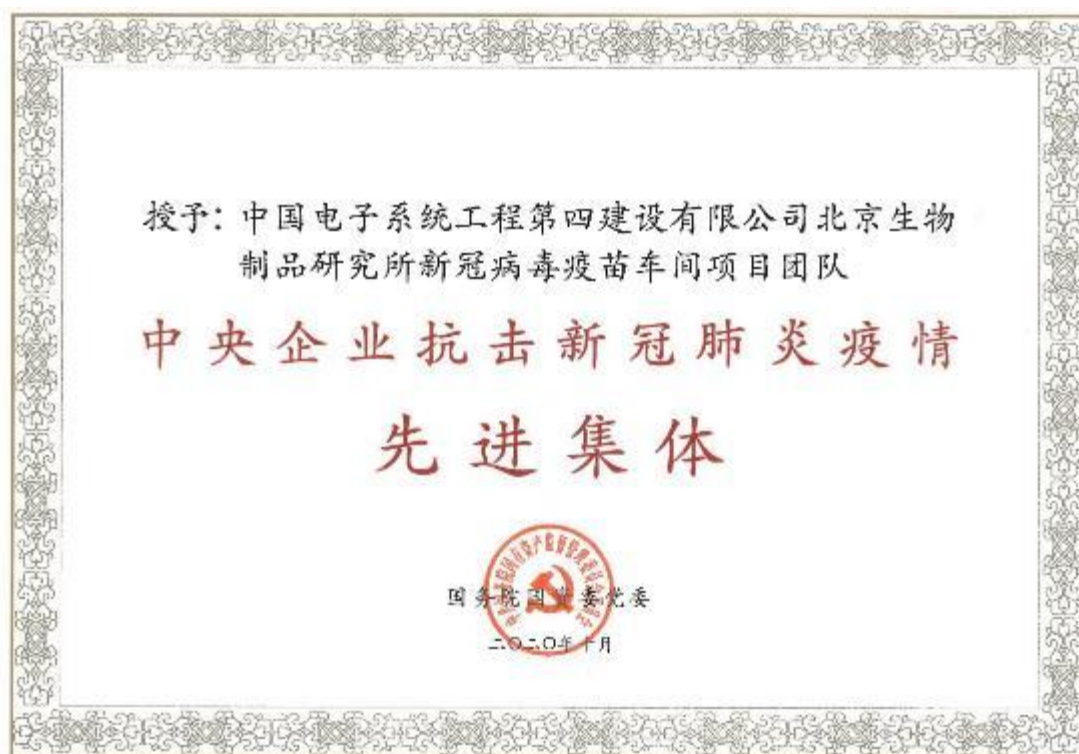 授予：中国电子系统工程第四建设有限公司北京生物
制品研究所新冠病毒疫苗车间项目团队
中央企业抗击新冠肺炎疫情
先进集体
国务院国资委党委
二〇二〇年十月